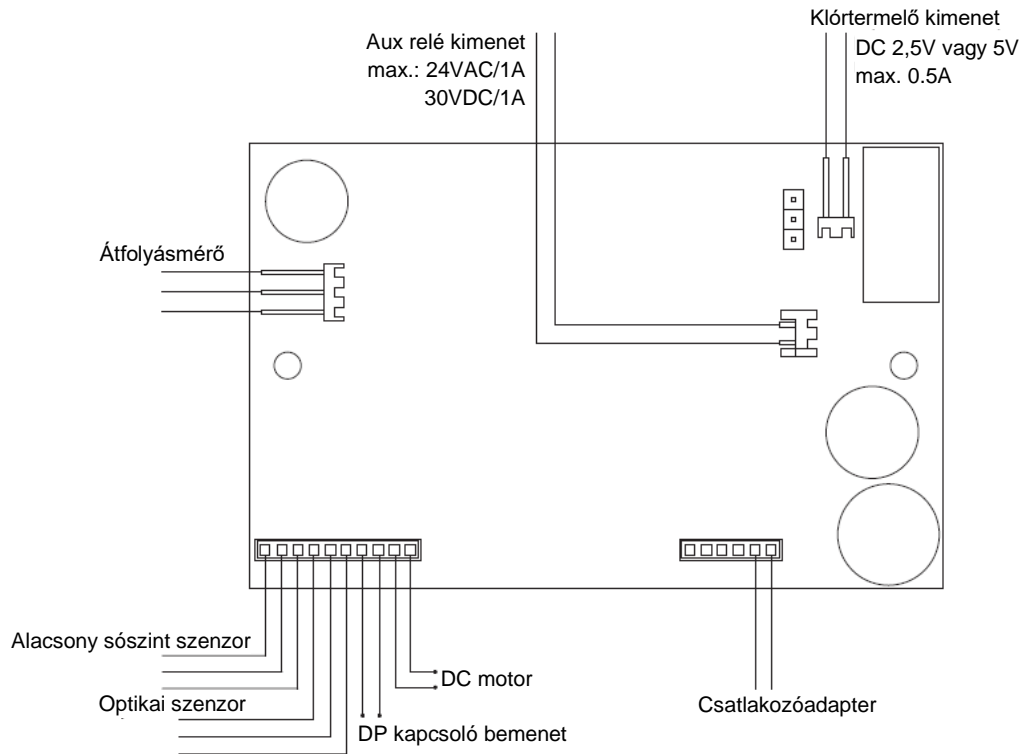 Aux relé kimenet
max.: 24VAC/1A
30VDC/1A
Klórtermelő kimenet
DC 2,5V vagy 5V
max. 0.5A
Átfolyásmérő
Alacsony sószint szenzor
Optikai szenzor
DC motor
DP kapcsoló bemenet
Csatlakozóadapter